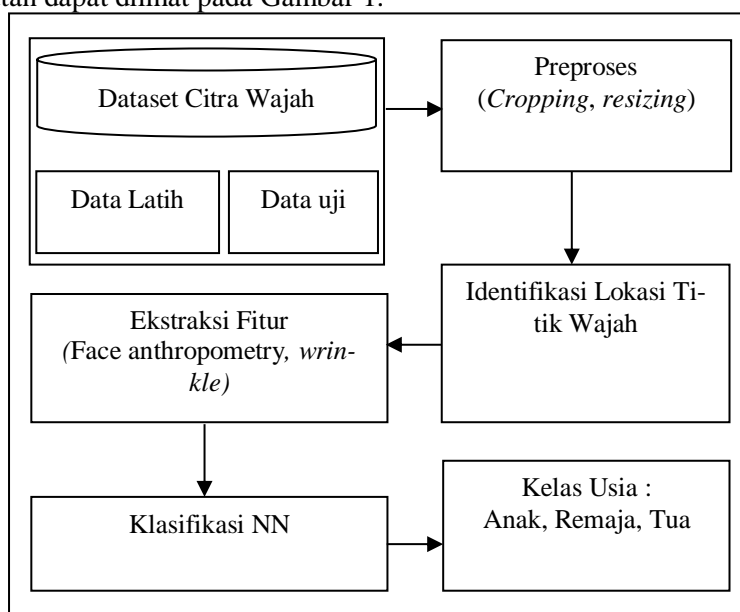 dapat dilihat pada Gambar 1.
Dataset Citra Wajah
Data Latih
Data uji
Preproses
(Cropping, resizing)
Identifikasi Lokasi Ti-
tik Wajah
Ekstraksi Fitur
(Face anthropometry, wrin-
kle)
Klasifikasi NN
Kelas Usia :
Anak, Remaja, Tua